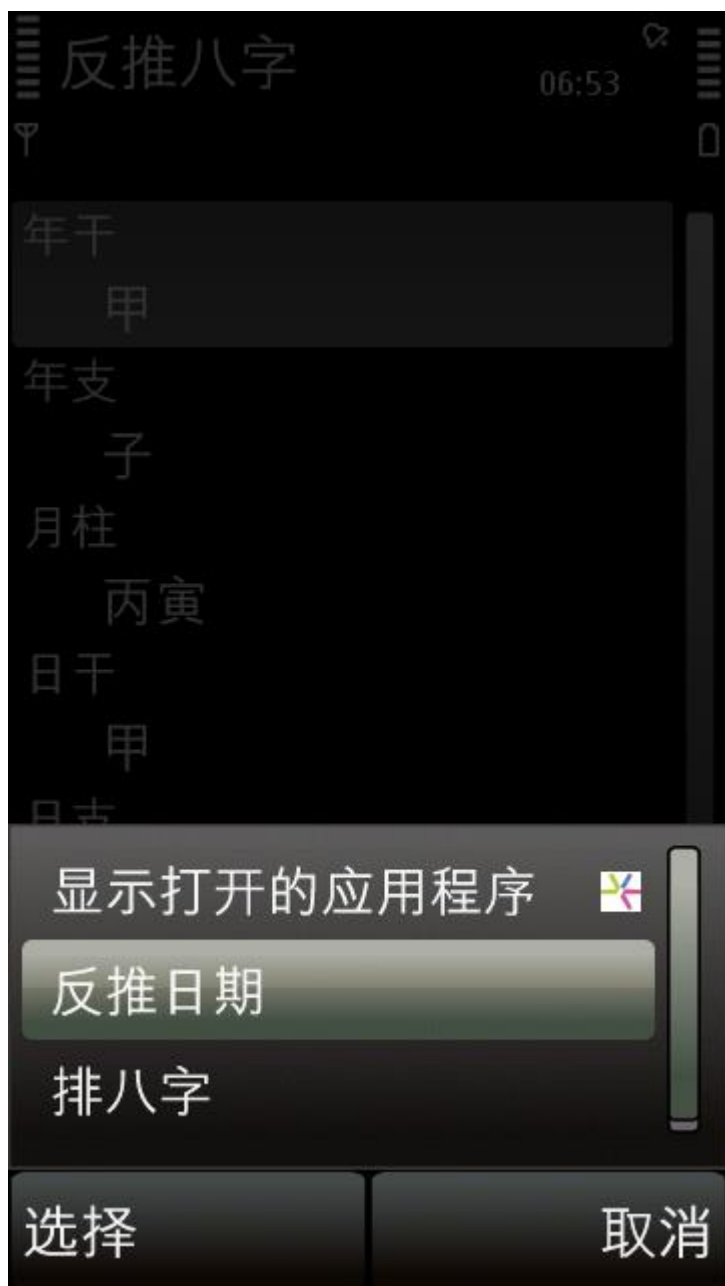 反推八字
06:53
年干
甲
年支
子
月柱
丙寅
日干
甲
日支
显示打开的应用程序
反推日期
排八字
选择
取消